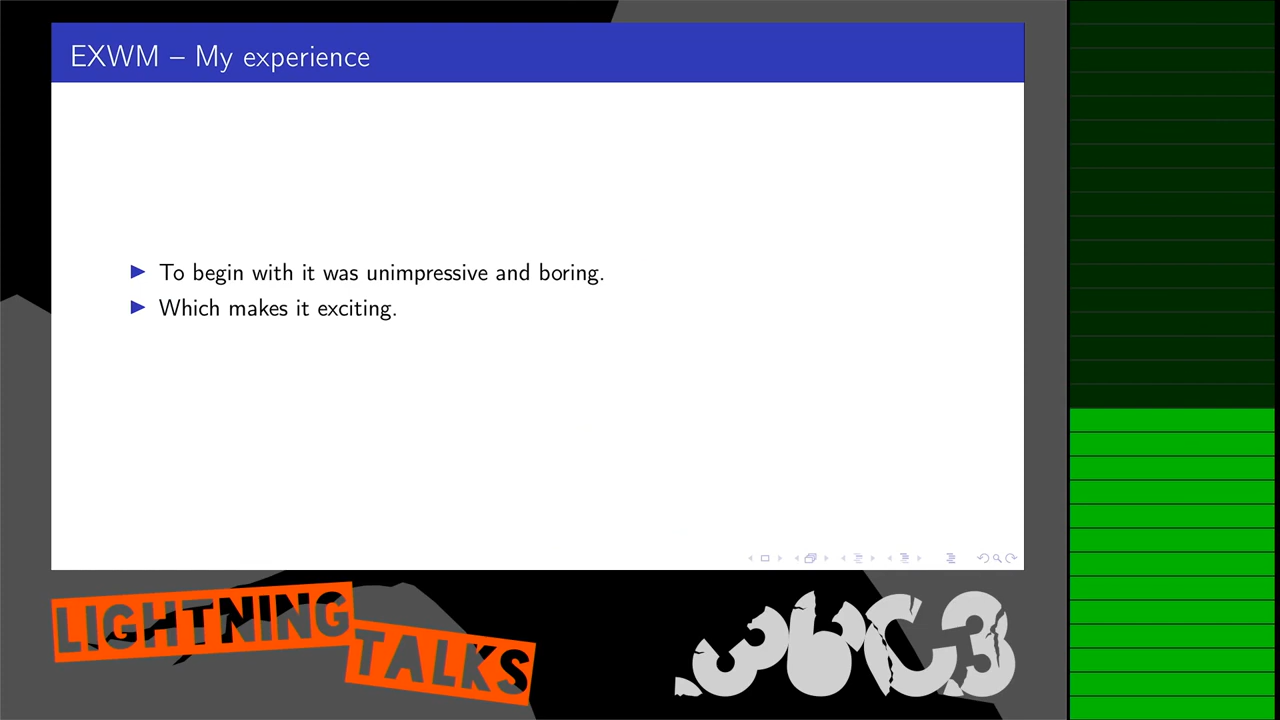 EXWM – My experience
To begin with it was unimpressive and boring.
Which makes it exciting.
LIGHTNING
TALKS
36C3